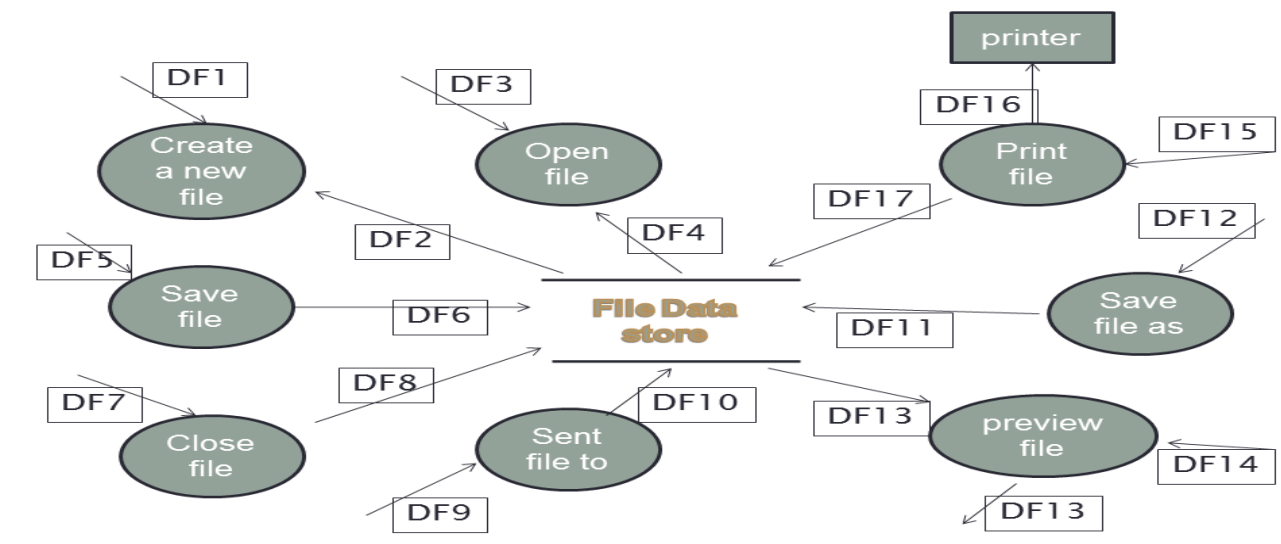 printer
DF1
DF3
DF16
DF15
Create
a new
file
Open
file
Print
file
DF17
DF12
DF2
DF4
DF5
Save
file
DF6
File Data
store
DF11
Save
file as
DF7
DF8
DF10
DF13
preview
file
Close
file
Sent
file to
DF14
DF9
DF13